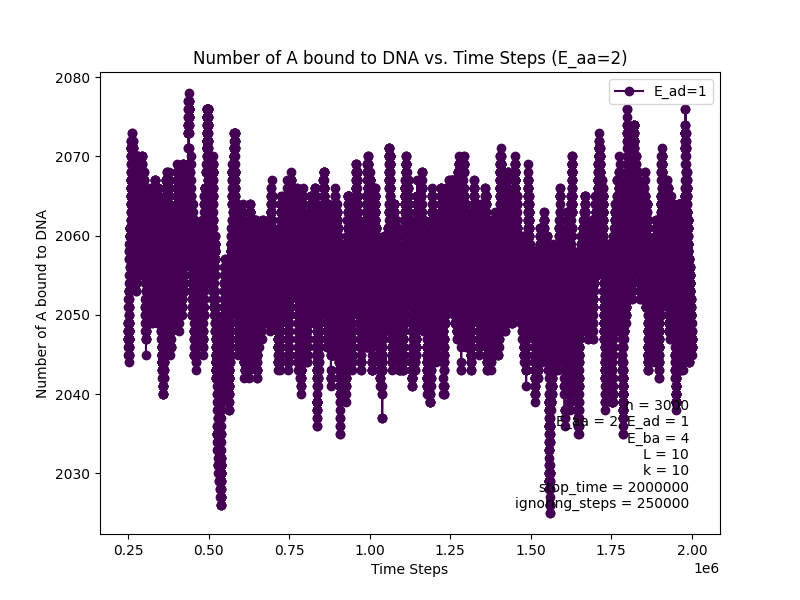 Number of A bound to DNA vs. Time Steps (E_aa=2)
E_ad=1
Number of A bound to DNA
2080
2070
2060
2050
2040
2030
n = 3000
E_aa = 2, E_ad = 1
E_ba = 4
L = 10
k = 10
stop_time = 2000000
ignoring_steps = 250000
0.25 0.50 0.75 1.00 1.25 1.50 1.75 2.00
1e6
Time Steps